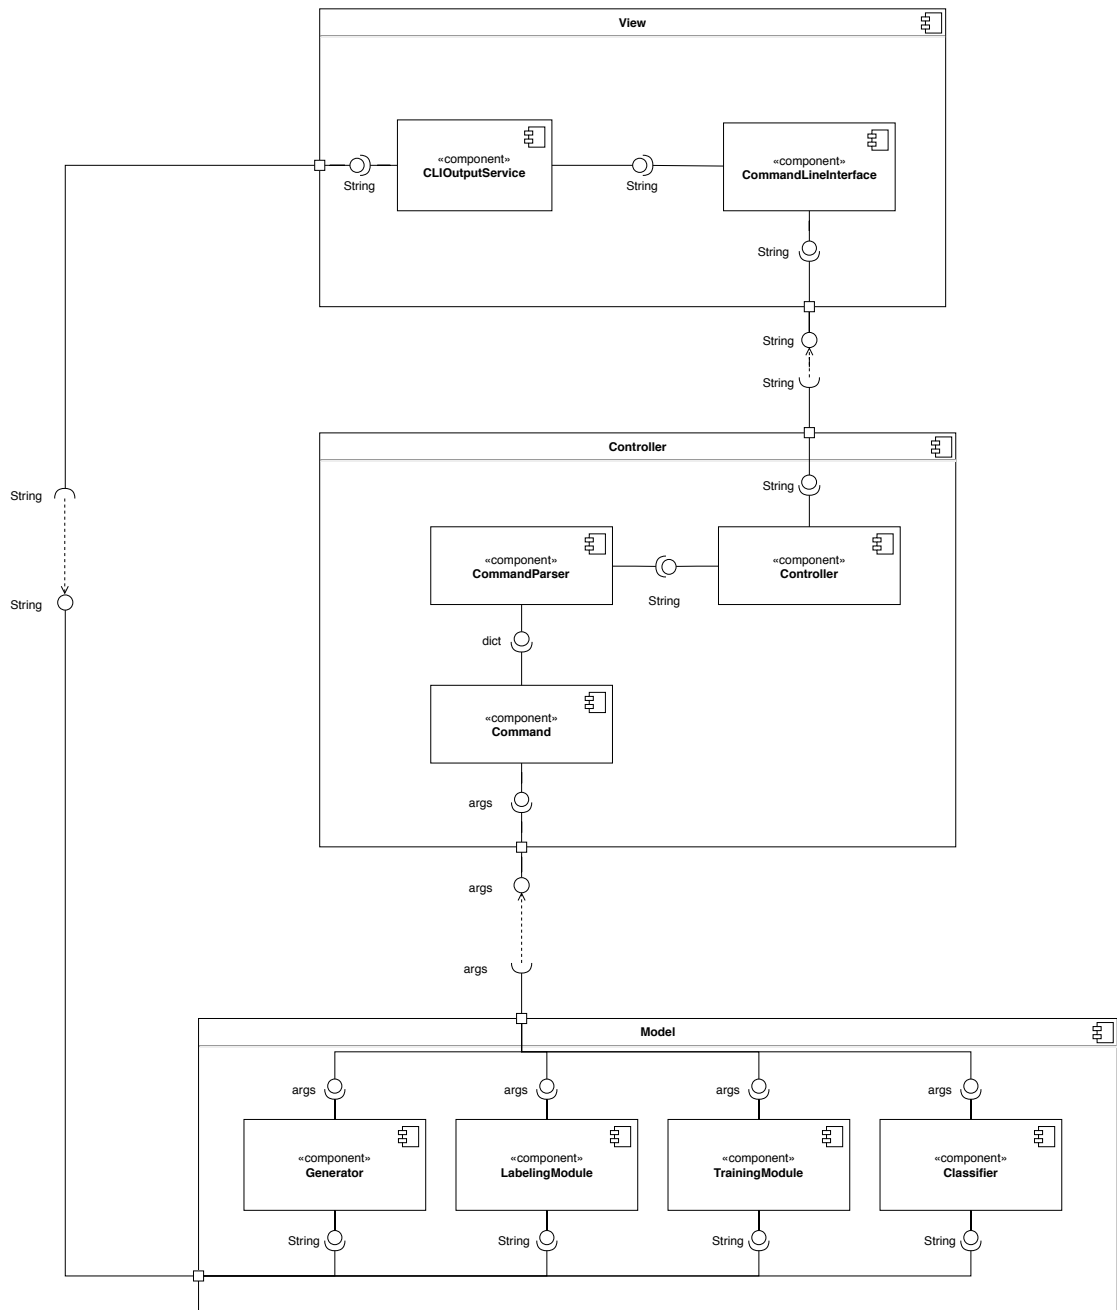 View
«component»
CLIOutputService
«component»
CommandLineInterface
String
String
String
String
String
Controller
String
String
«component»
CommandParser
«component»
Controller
String
String
dict
«component»
Command
args
args
args
Model
args
args
args
args
«component»
Generator
«component»
LabelingModule
«component»
TrainingModule
«component»
Classifier
String
String
String
String